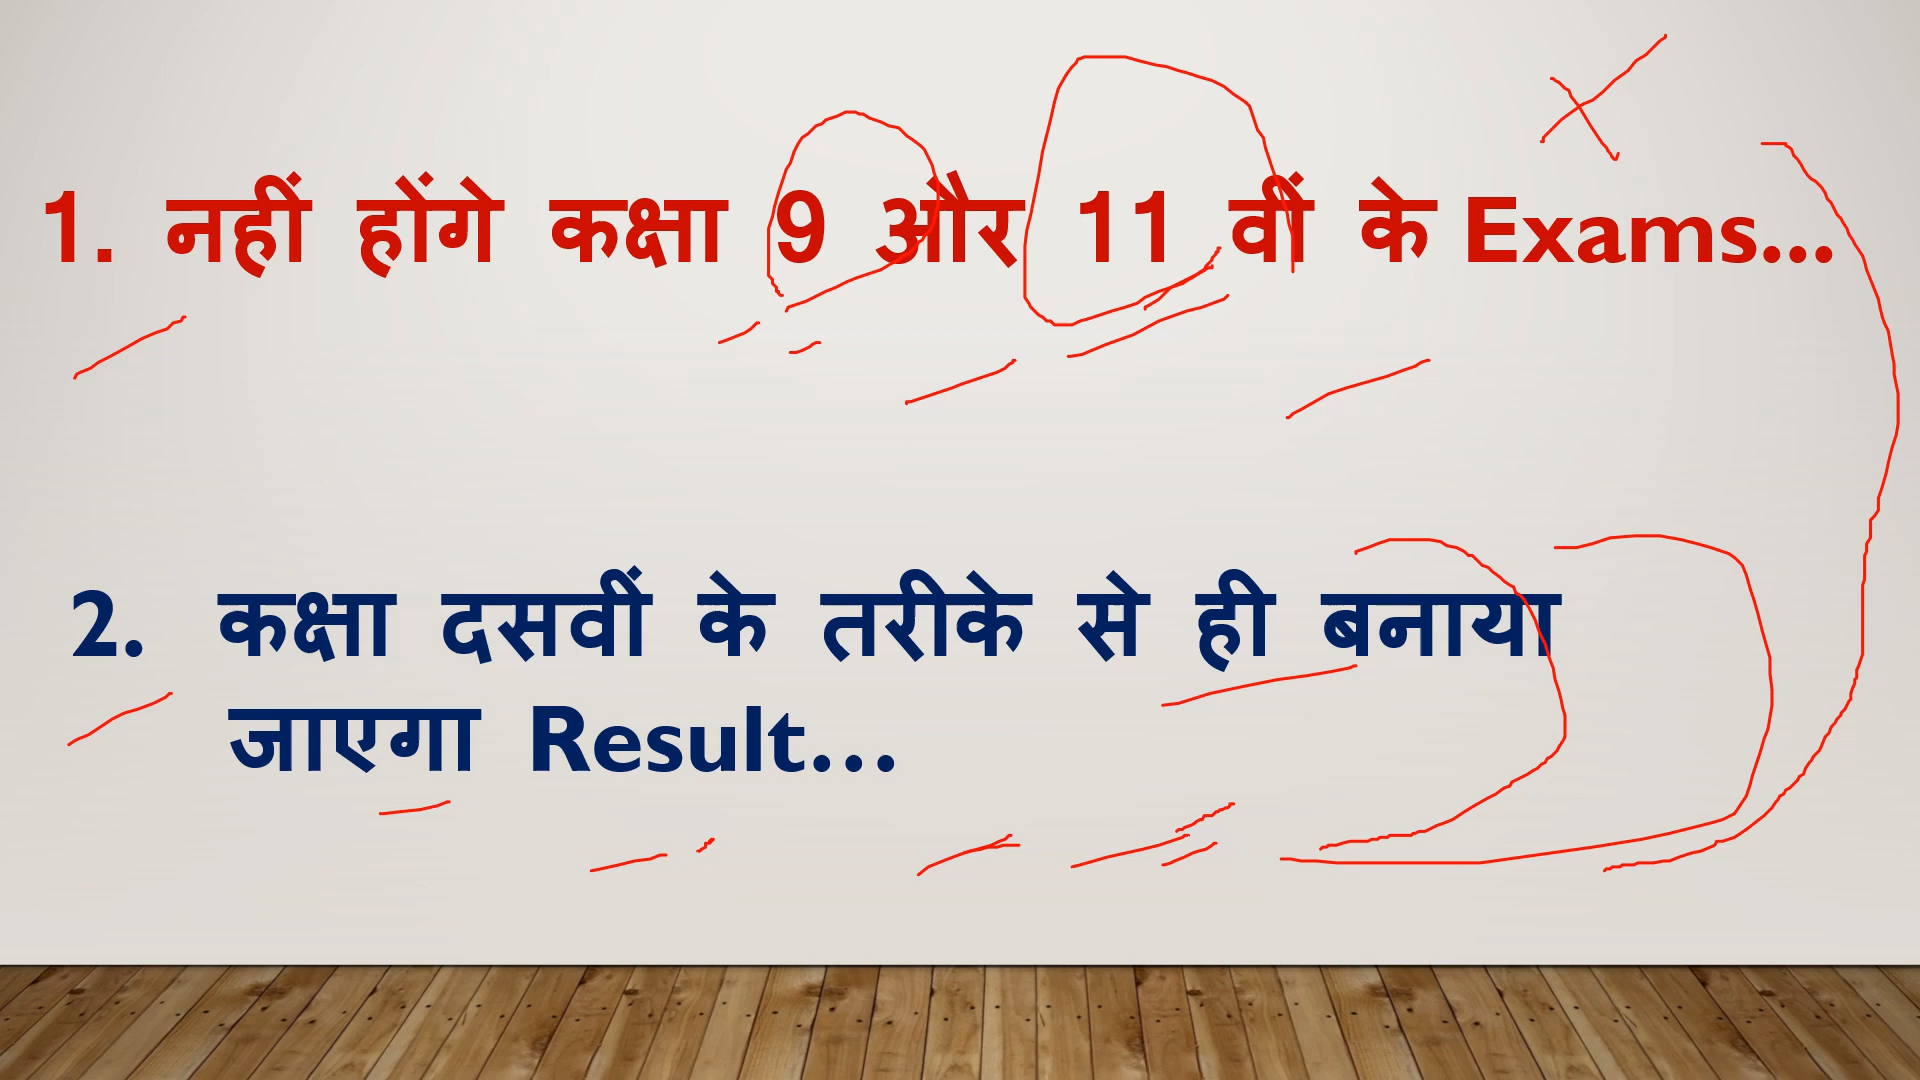 1. नहीं होंगे कक्षा 9 और 11 वीं के Exams...
2. कक्षा दसवीं के तरीके से ही बनाया
जाएगा Result...